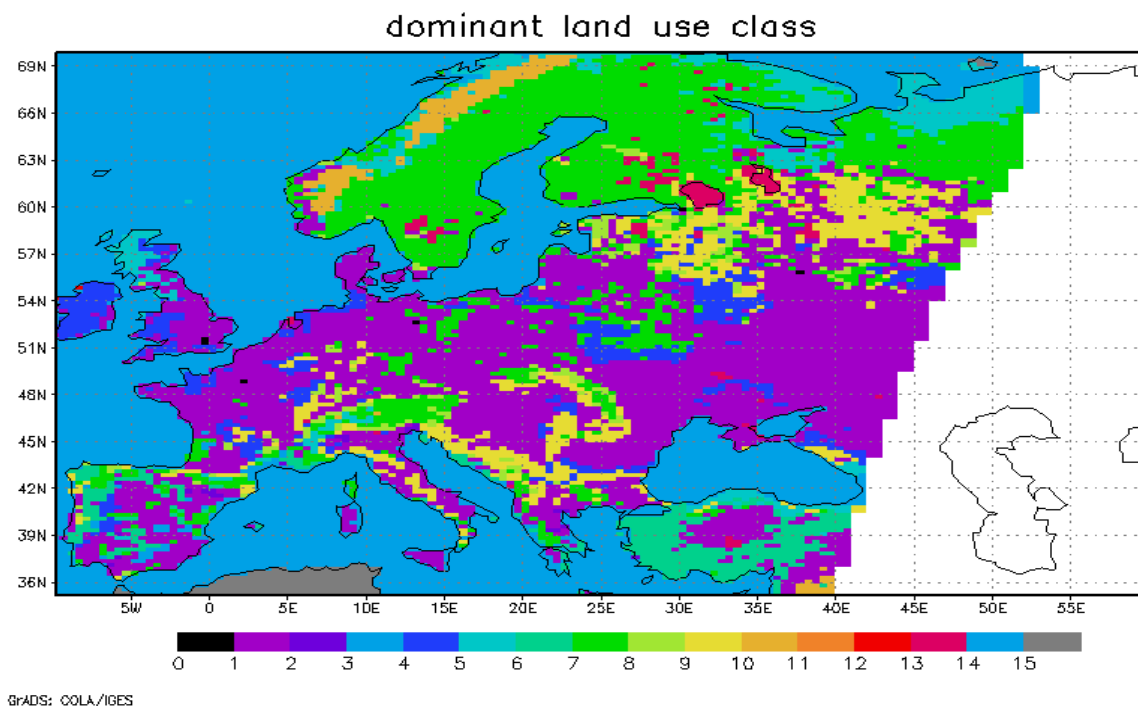 dominant land use class
69N
66N
63N
60N
57N
54N
51N
48N
45N
42N
39N
36N
5W 0 5E 10E 15E 20E 25E 30E 35E 40E 45E 50E 55E
0 1 2 3 4 5 6 7 8 9 10 11 12 13 14 15
GrADS: COLA/IGES